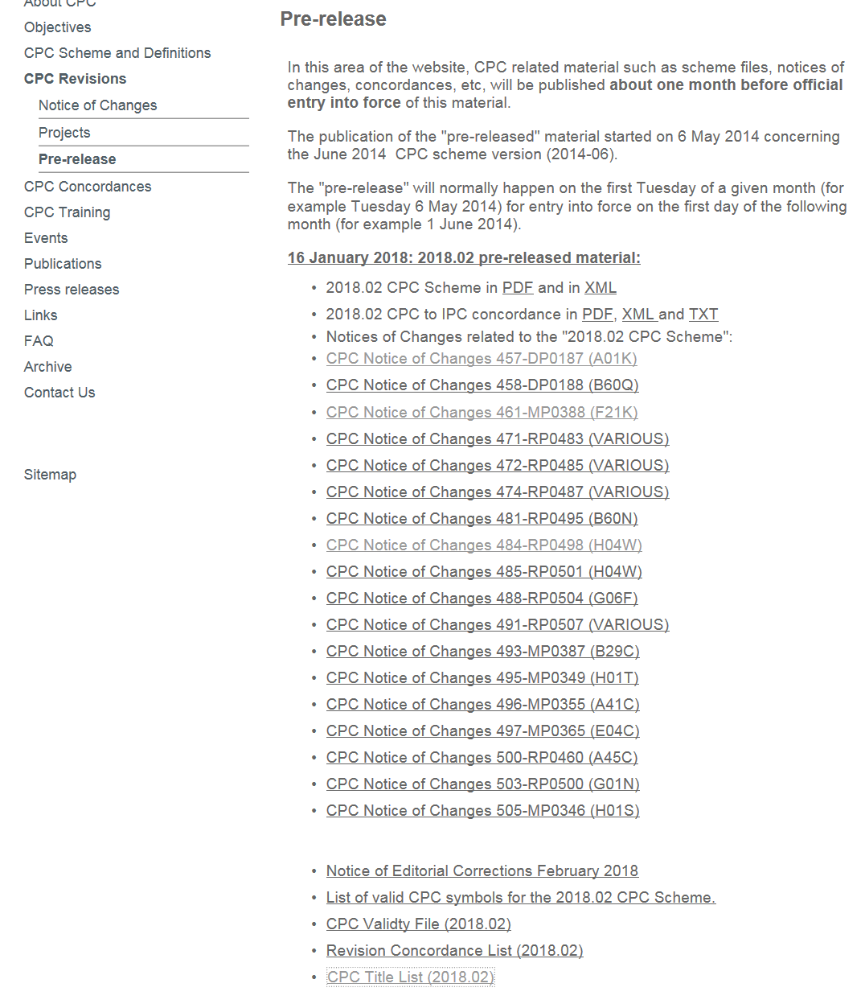 About CPC
Objectives
CPC Scheme and Definitions
CPC Revisions
Notice of Changes
Projects
Pre-release
CPC Concordances
CPC Training
Events
Publications
Press releases
Links
FAQ
Archive
Contact Us
Sitemap
Pre-release
In this area of the website, CPC related material such as scheme files, notices of
changes, concordances, etc, will be published about one month before official
entry into force of this material.
The publication of the "pre-released" material started on 6 May 2014 concerning
the June 2014  CPC scheme version (2014-06).
The "pre-release" will normally happen on the first Tuesday of a given month (for
example Tuesday 6 May 2014) for entry into force on the first day of the following
month (for example 1 June 2014).
16 January 2018: 2018.02 pre-released material:
• 2018.02 CPC Scheme in PDF and in XML
• 2018.02 CPC to IPC concordance in PDF, XML and TXT
• Notices of Changes related to the "2018.02 CPC Scheme":
• CPC Notice of Changes 457-DP0187 (A01K)
• CPC Notice of Changes 458-DP0188 (B60Q)
• CPC Notice of Changes 461-MP0388 (F21K)
• CPC Notice of Changes 471-RP0483 (VARIOUS)
• CPC Notice of Changes 472-RP0485 (VARIOUS)
• CPC Notice of Changes 474-RP0487 (VARIOUS)
• CPC Notice of Changes 481-RP0495 (B60N)
• CPC Notice of Changes 484-RP0498 (H04W)
• CPC Notice of Changes 485-RP0501 (H04W)
• CPC Notice of Changes 488-RP0504 (G06F)
• CPC Notice of Changes 491-RP0507 (VARIOUS)
• CPC Notice of Changes 493-MP0387 (B29C)
• CPC Notice of Changes 495-MP0349 (H01T)
• CPC Notice of Changes 496-MP0355 (A41C)
• CPC Notice of Changes 497-MP0365 (E04C)
• CPC Notice of Changes 500-RP0460 (A45C)
• CPC Notice of Changes 503-RP0500 (G01N)
• CPC Notice of Changes 505-MP0346 (H01S)
• Notice of Editorial Corrections February 2018
• List of valid CPC symbols for the 2018.02 CPC Scheme.
• CPC Validty File (2018.02)
• Revision Concordance List (2018.02)
• CPC Title List (2018.02)